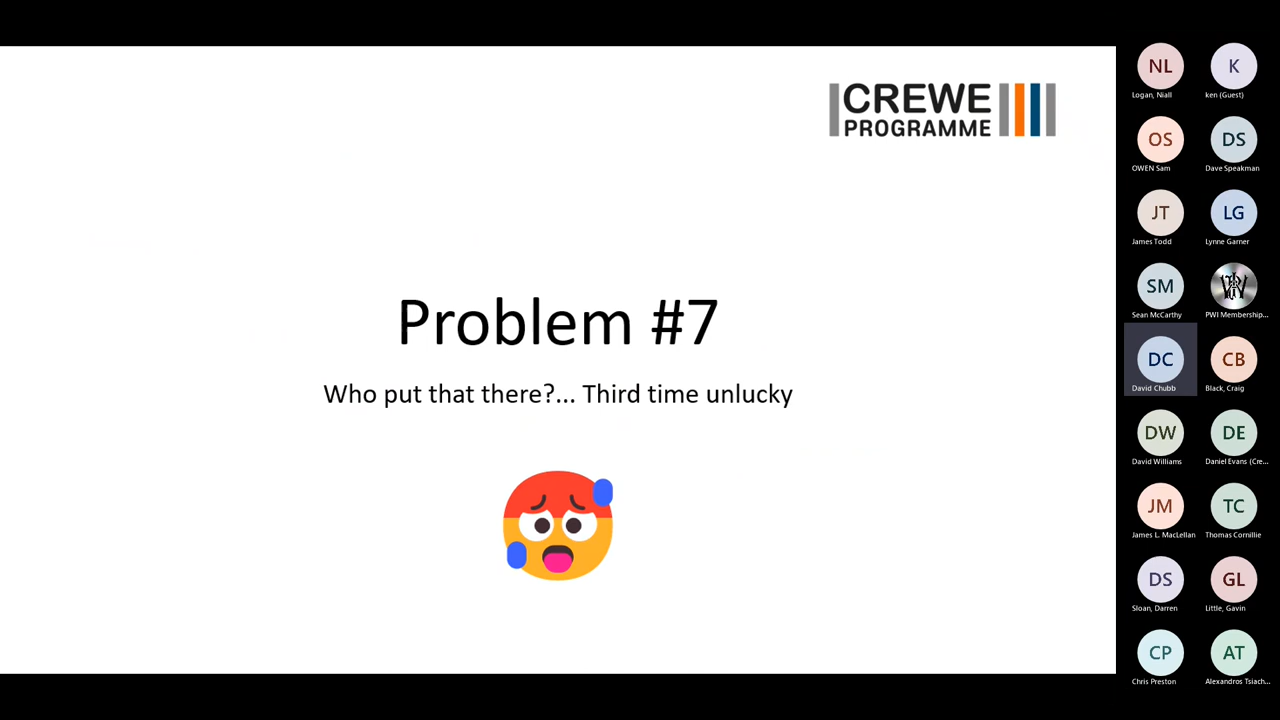 CREWE
PROGRAMME
Problem #7
Who put that there?... Third time unlucky
NL
Logan, Niall
K
ken (Guest)
OS
OWEN Sam
DS
Dave Speakman
JT
James Todd
LG
Lynne Garner
SM
Sean McCarthy
PWI Membership...
DC
David Chubb
CB
Black, Craig
DW
David Williams
DE
Daniel Evans (Cre...
JM
James L. MacLellan
TC
Thomas Cornillie
DS
Sloan, Darren
GL
Little, Gavin
CP
Chris Preston
AT
Alexandros Tsiach...